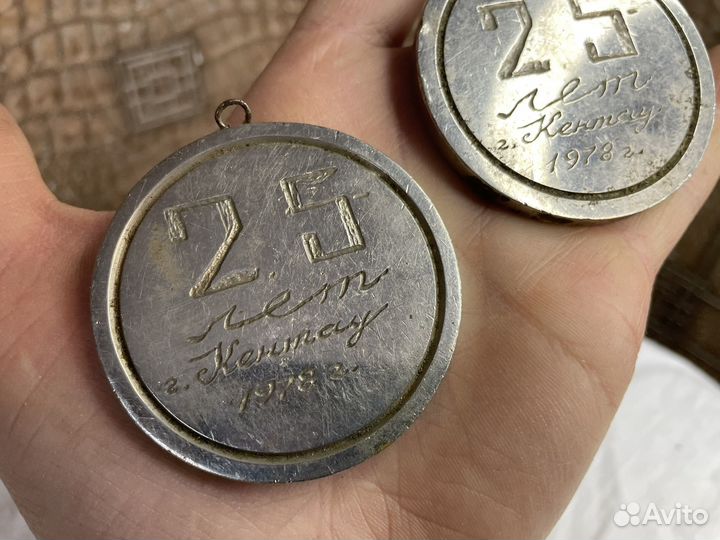 25
лет
г. Кентау
1978 г.
25
лет
г. Кентау
1978 г.
Avito